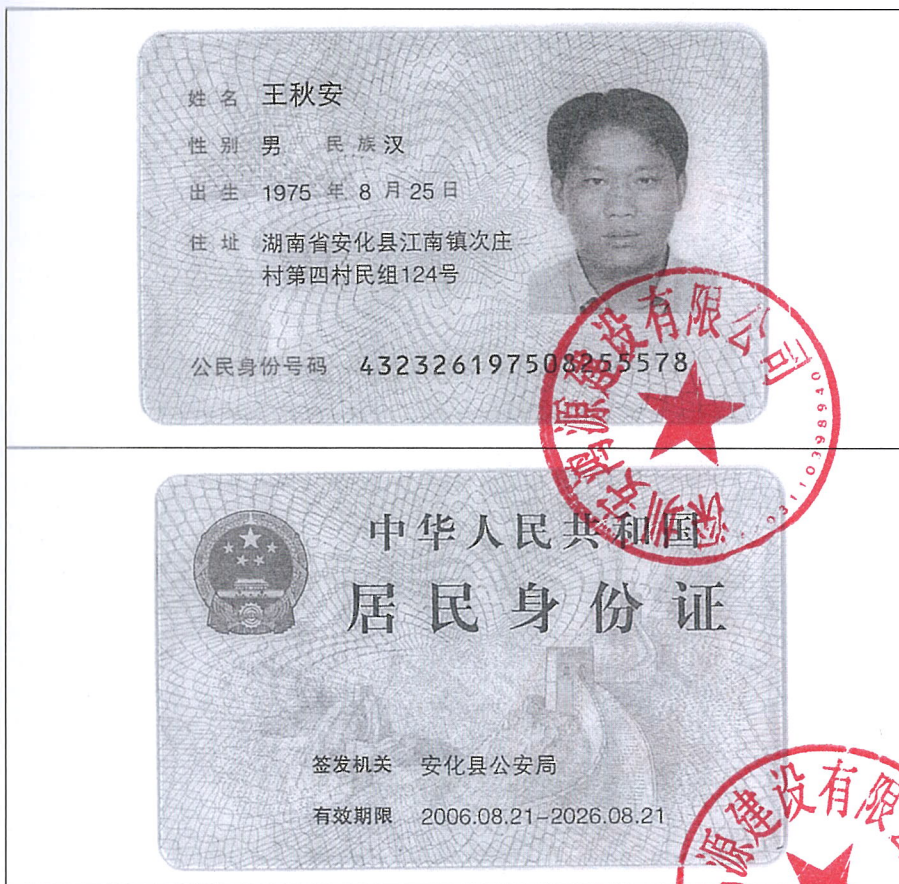 姓名 王秋安
性别 男 民族 汉
出生 1975 年 8 月 25 日
住址 湖南省安化县江南镇次庄
村第四村民组124号
公民身份号码 432326197508255578
源建设有限公司
中华人民共和国
居民身份证
签发机关 安化县公安局
有效期限 2006.08.21-2026.08.21
源建设有限